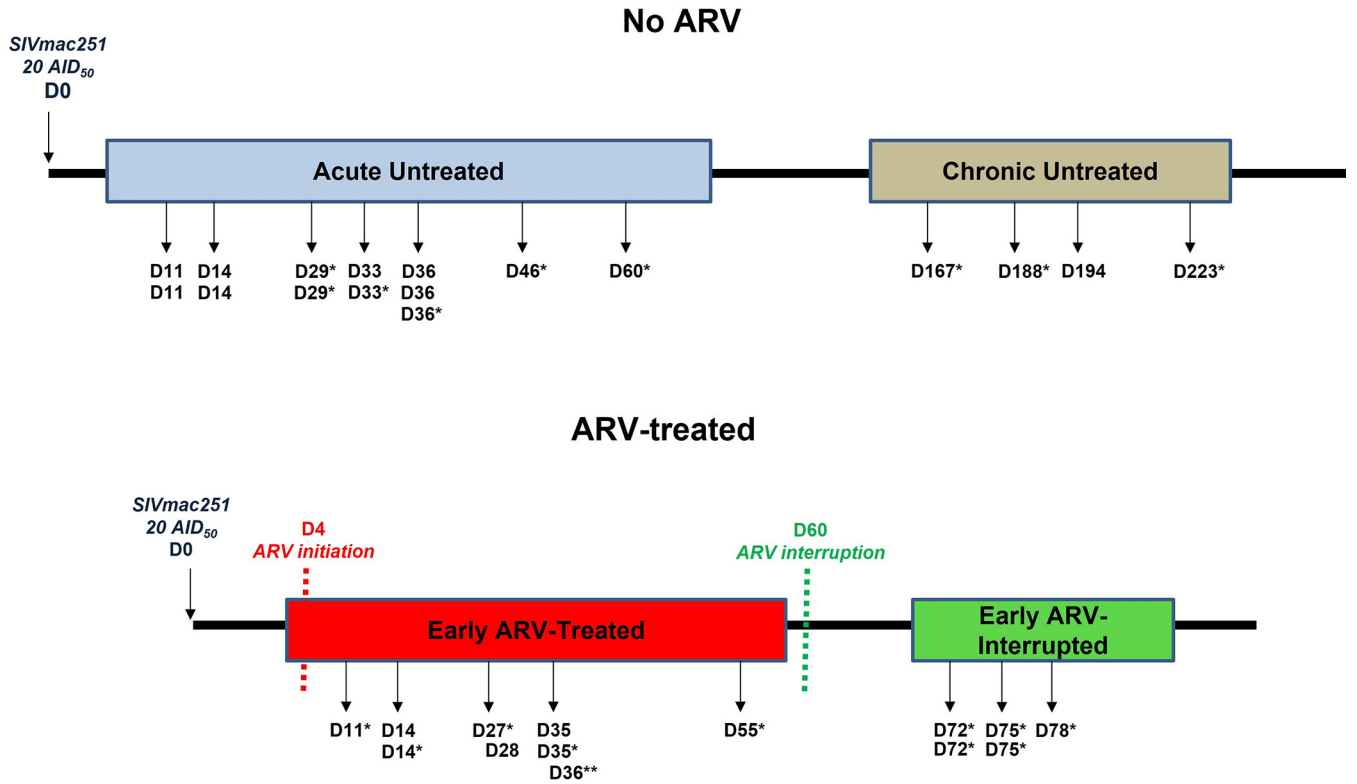 No ARV
SIVmac251
20 AID50
D0
Acute Untreated
Chronic Untreated
D11 D14 D29* D33 D36 D46* D60* D167* D188* D194 D223*
D11 D14 D29* D33* D36
D36*
ARV-treated
SIVmac251
20 AID50
D0
D4
ARV initiation
D60
ARV interruption
Early ARV-Treated
Early ARV-
Interrupted
D11* D14 D27* D35 D55* D72* D75* D78*
D14* D28 D35* D72* D75*
D36**